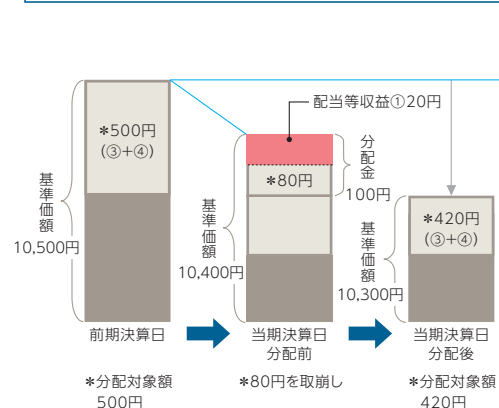 配当等収益①20円
*500円
(③+④)
*80円
分配金
100円
*420円
(③+④)
基準価額
10,500円
基準価額
10,400円
基準価額
10,300円
前期決算日
当期決算日
分配前
当期決算日
分配後
*分配対象額
500円
*80円を取崩し
*分配対象額
420円